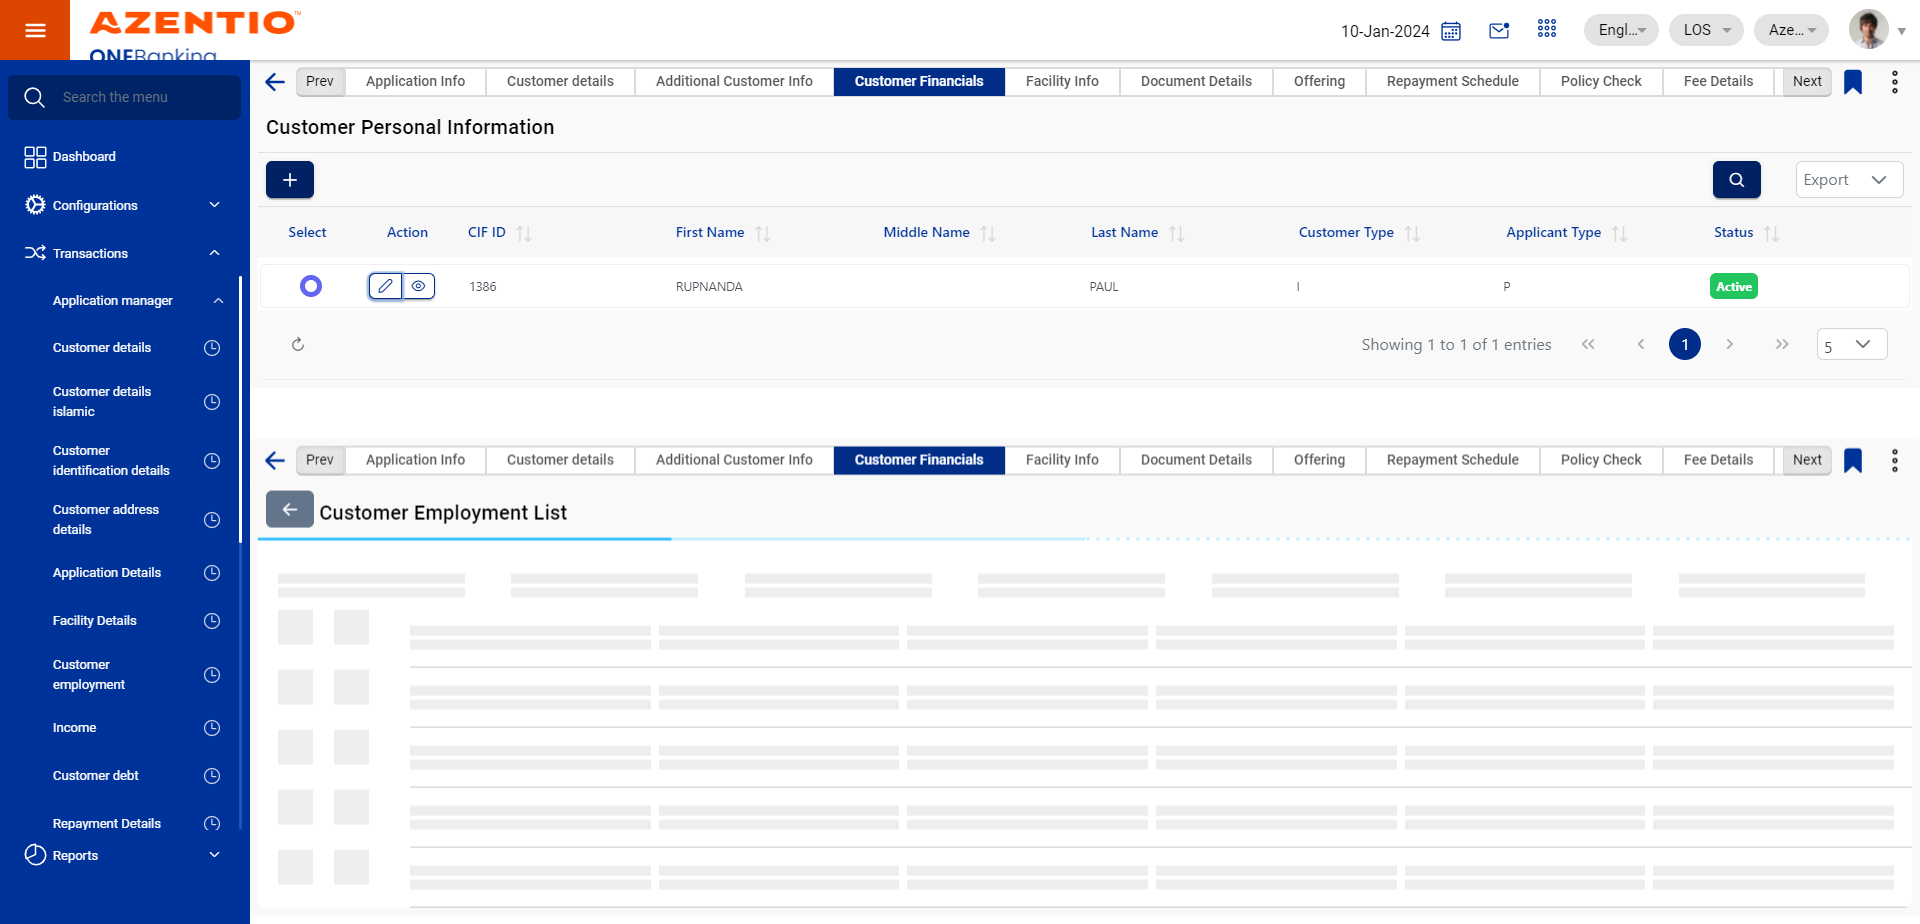 AZENTIO™
ONEBanking
10-Jan-2024
Engl...
LOS
Aze...
Search the menu
Dashboard
Configurations
Transactions
Application manager
Customer details
Customer details
islamic
Customer
identification details
Customer address
details
Application Details
Facility Details
Customer
employment
Income
Customer debt
Repayment Details
Reports
Prev Application Info Customer details Additional Customer Info Customer Financials Facility Info Document Details Offering Repayment Schedule Policy Check Fee Details Next
Customer Personal Information
+
Export
Select Action CIF ID First Name Middle Name Last Name Customer Type Applicant Type Status
1386 RUPNANDA PAUL I P Active
Showing 1 to 1 of 1 entries 1 5
Prev Application Info Customer details Additional Customer Info Customer Financials Facility Info Document Details Offering Repayment Schedule Policy Check Fee Details Next
Customer Employment List